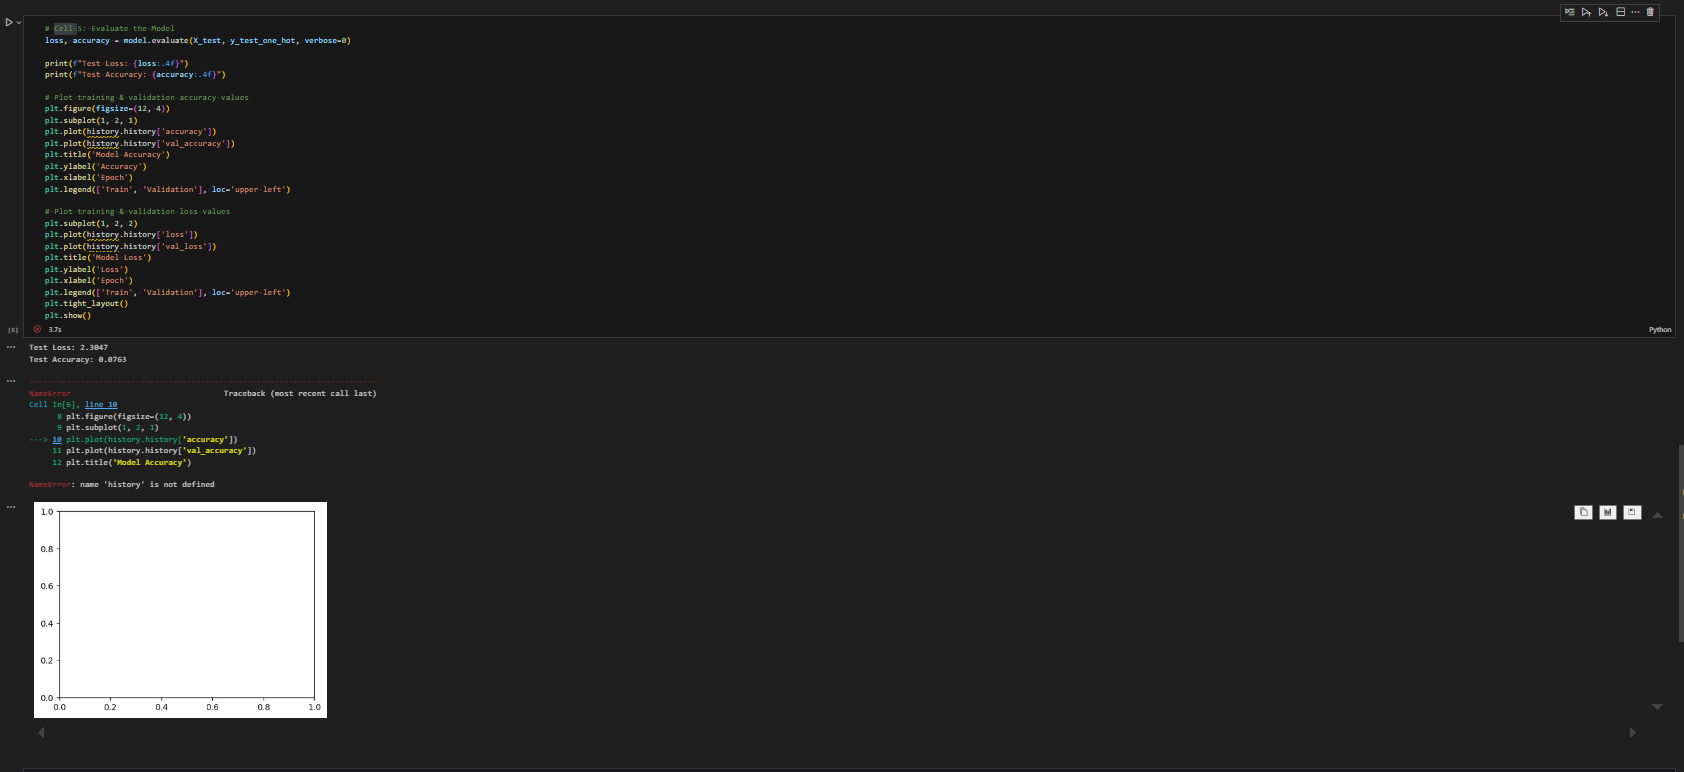 # Cell 5: Evaluate the Model
loss, accuracy = model.evaluate(X_test, y_test_one_hot, verbose=0)
print(f"Test Loss: {loss:.4f}")
print(f"Test Accuracy: {accuracy:.4f}")
# Plot training & validation accuracy values
plt.figure(figsize=(12, 4))
plt.subplot(1, 2, 1)
plt.plot(history.history['accuracy'])
plt.plot(history.history['val_accuracy'])
plt.title('Model Accuracy')
plt.ylabel('Accuracy')
plt.xlabel('Epoch')
plt.legend(['Train', 'Validation'], loc='upper left')
# Plot training & validation loss values
plt.subplot(1, 2, 2)
plt.plot(history.history['loss'])
plt.plot(history.history['val_loss'])
plt.title('Model Loss')
plt.ylabel('Loss')
plt.xlabel('Epoch')
plt.legend(['Train', 'Validation'], loc='upper left')
plt.tight_layout()
plt.show()
[6] 3.7s Python
Test Loss: 2.3047
Test Accuracy: 0.0763
---------------------------------------------------------------------------
NameError Traceback (most recent call last)
Cell In[6], line 10
8 plt.figure(figsize=(12, 4))
9 plt.subplot(1, 2, 1)
---> 10 plt.plot(history.history['accuracy'])
11 plt.plot(history.history['val_accuracy'])
12 plt.title('Model Accuracy')
NameError: name 'history' is not defined
1.0
0.8
0.6
0.4
0.2
0.0
0.0 0.2 0.4 0.6 0.8 1.0